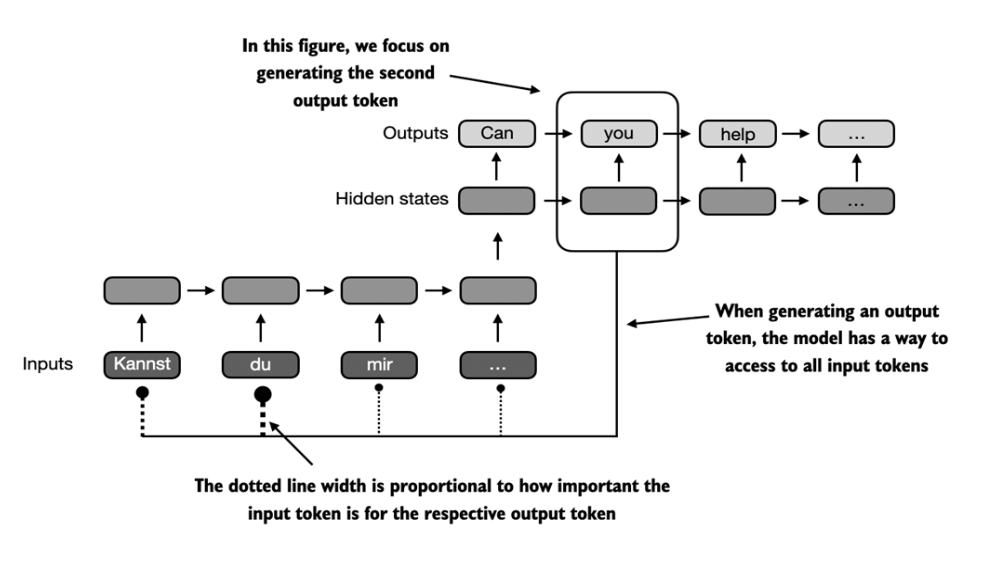 In this figure, we focus on
generating the second
output token
Outputs
Can
you
help
...
Hidden states
...
When generating an output
token, the model has a way to
access to all input tokens
Inputs
Kannst
du
mir
...
The dotted line width is proportional to how important the
input token is for the respective output token